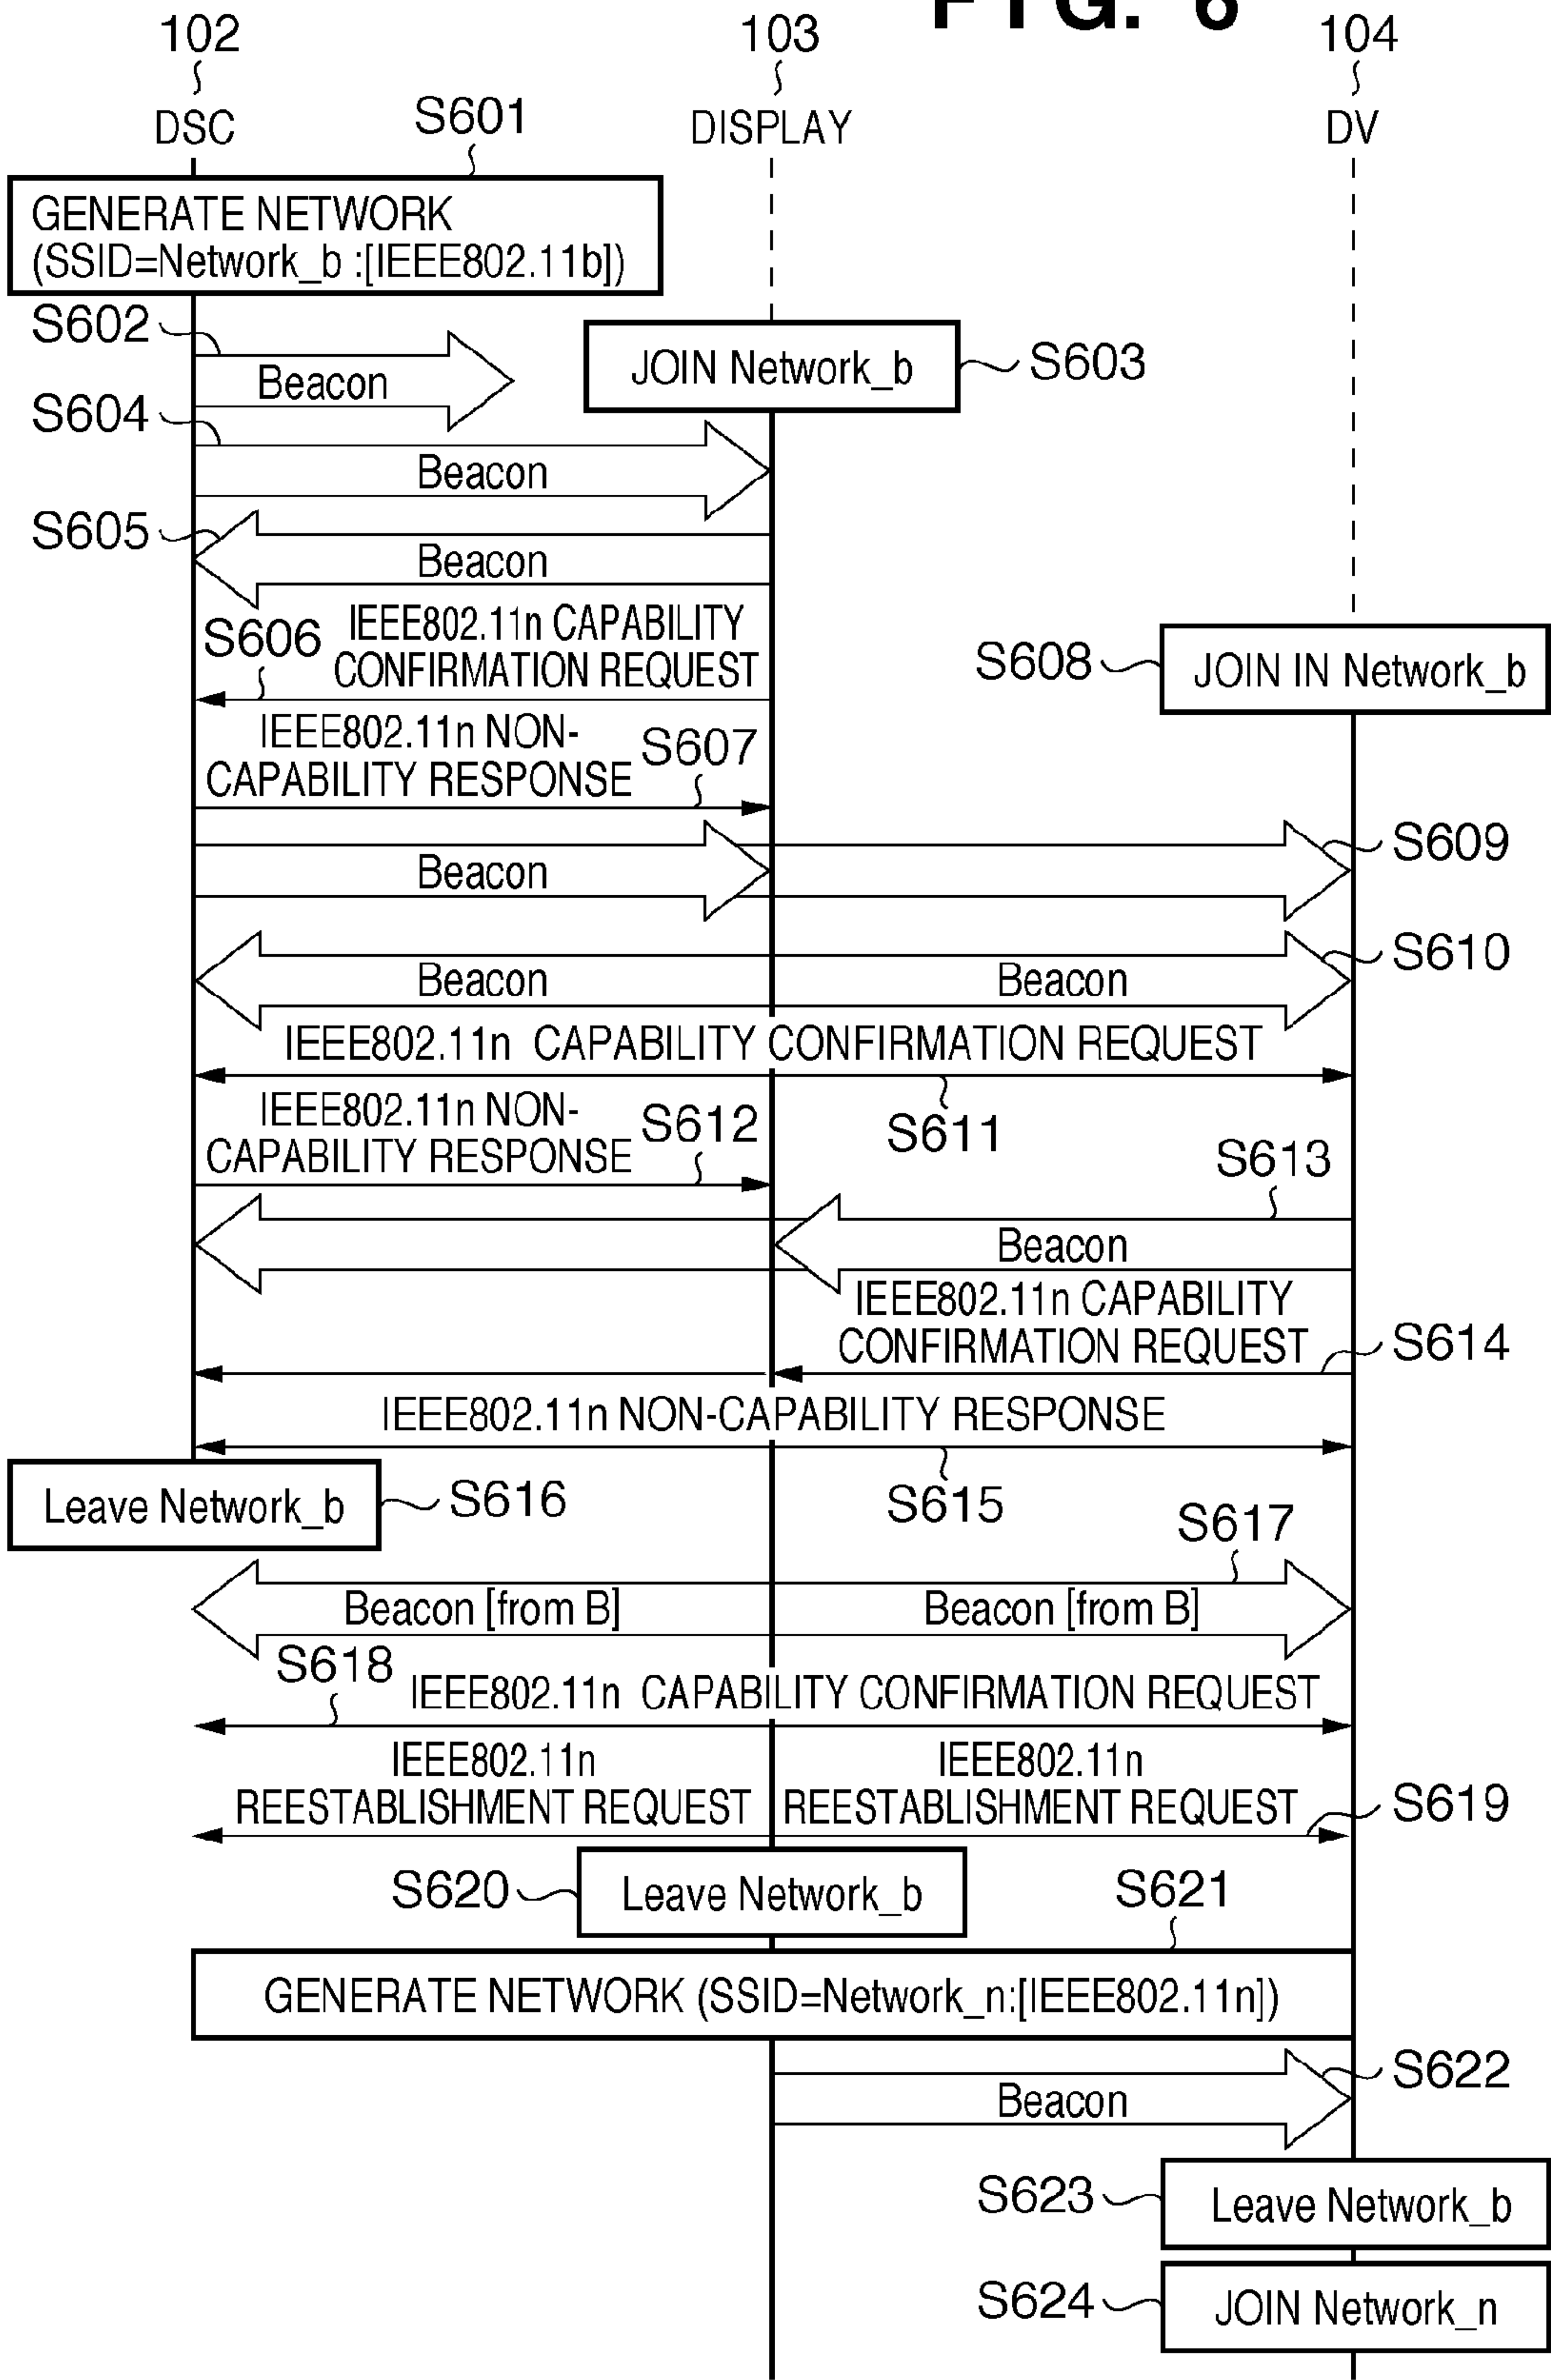 FIG. 6
102
103
104
DSC
S601
DISPLAY
DV
GENERATE NETWORK
(SSID=Network_b :[IEEE802.11b])
S602
Beacon
JOIN Network_b
S603
S604
Beacon
S605
Beacon
S606
IEEE802.11n CAPABILITY
CONFIRMATION REQUEST
S608
JOIN IN Network_b
IEEE802.11n NON-
CAPABILITY RESPONSE
S607
Beacon
S609
Beacon
Beacon
S610
IEEE802.11n CAPABILITY CONFIRMATION REQUEST
S611
IEEE802.11n NON-
CAPABILITY RESPONSE
S612
S613
Beacon
IEEE802.11n CAPABILITY
CONFIRMATION REQUEST
S614
IEEE802.11n NON-CAPABILITY RESPONSE
S615
Leave Network_b
S616
S617
Beacon [from B]
Beacon [from B]
S618
IEEE802.11n CAPABILITY CONFIRMATION REQUEST
IEEE802.11n
REESTABLISHMENT REQUEST
IEEE802.11n
REESTABLISHMENT REQUEST
S619
S620
Leave Network_b
S621
GENERATE NETWORK (SSID=Network_n:[IEEE802.11n])
S622
Beacon
S623
Leave Network_b
S624
JOIN Network_n